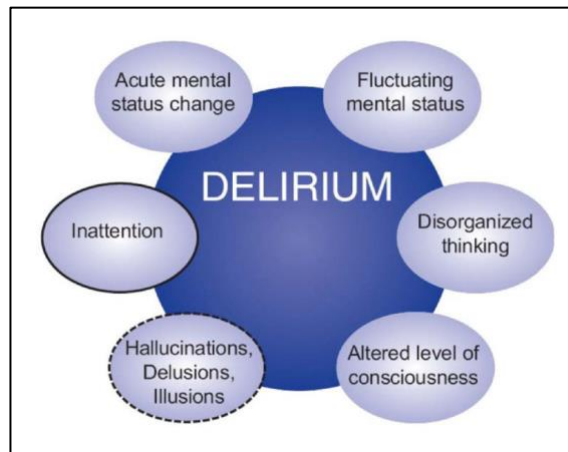 Acute mental
status change
Fluctuating
mental status
DELIRIUM
Inattention
Disorganized
thinking
Hallucinations,
Delusions,
Illusions
Altered level of
consciousness